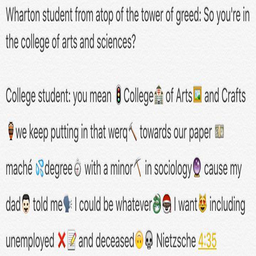 Wharton student from atop of the tower of greed: So you're in
the college of arts and sciences?
College student: you mean 💈College🏫 of Arts🖼 and Crafts
⚱️we keep putting in that werq🔨 towards our paper 💵
maché 💦degree⏱ with a minor⛏ in sociology🔮 cause my
dad👨🏻 told me🗣 I could be whatever🐉🎅🏽 I want😻 including
unemployed ❌📝 and deceased🙃💀 Nietzsche 4:35